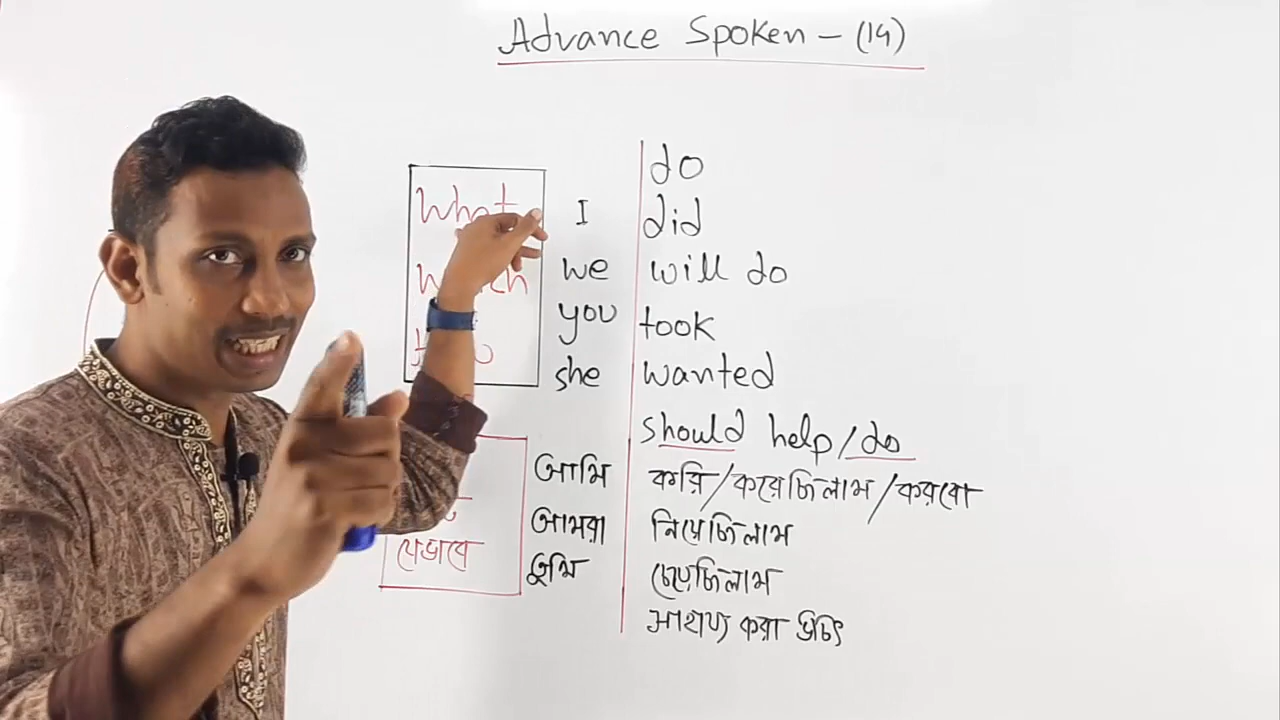 Advance Spoken - (14)
do
I did
we will do
you took
she wanted
should help/do
আমি করি/করেছিলাম/করবো
আমরা নিয়েছিলাম
যেভাবে তুমি চেয়েছিলাম
সাহায্য করা উচিৎ